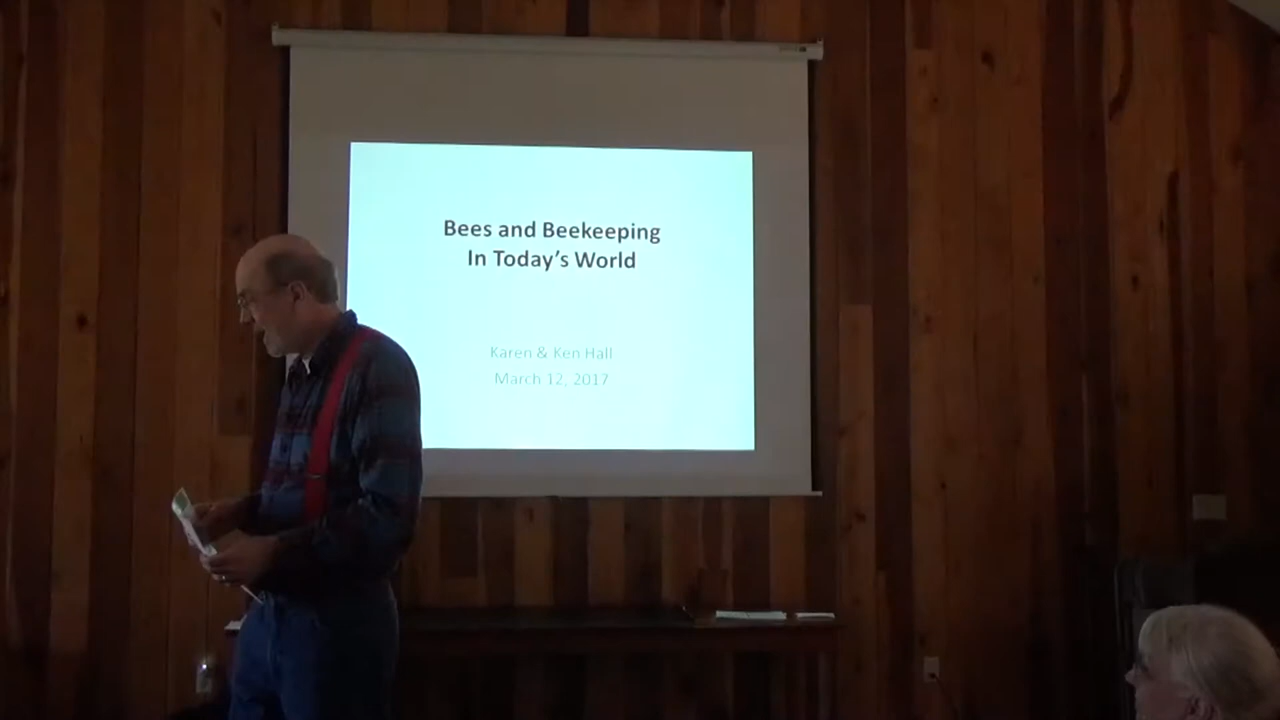 Bees and Beekeeping
In Today's World
Karen & Ken Hall
March 12, 2017